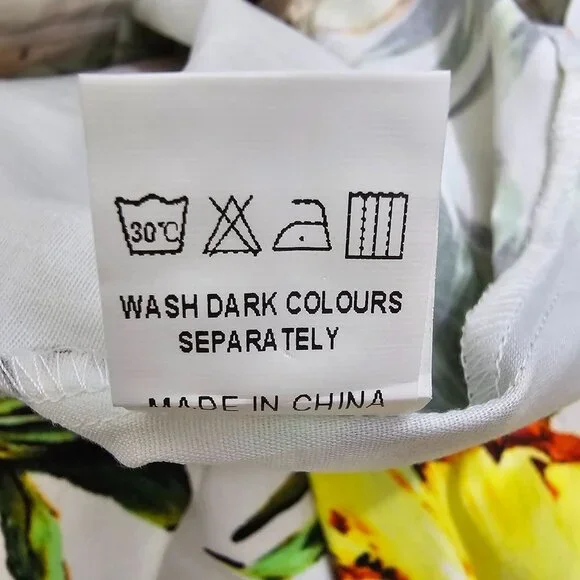 30°C
WASH DARK COLOURS
SEPARATELY
MADE IN CHINA